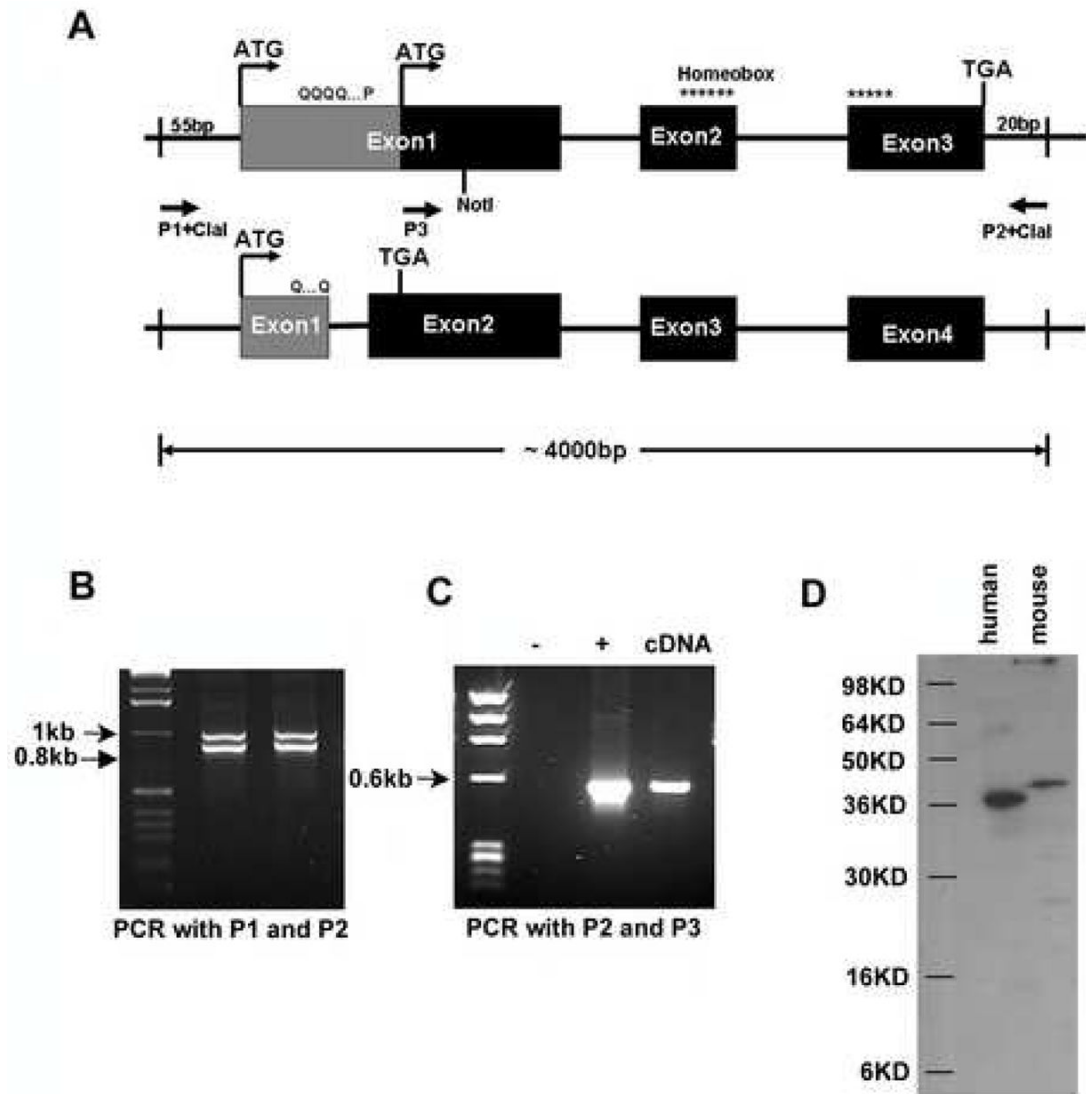 A
ATG
ATG
TGA
QQQQ...P
Homeobox
******
*****
55bp
Exon1
Exon2
Exon3
20bp
NotI
P1+ClaI
P3
P2+ClaI
ATG
TGA
Q...Q
Exon1
Exon2
Exon3
Exon4
~ 4000bp
B
1kb
0.8kb
PCR with P1 and P2
C
- + cDNA
0.6kb
PCR with P2 and P3
D
human
mouse
98KD
64KD
50KD
36KD
30KD
16KD
6KD